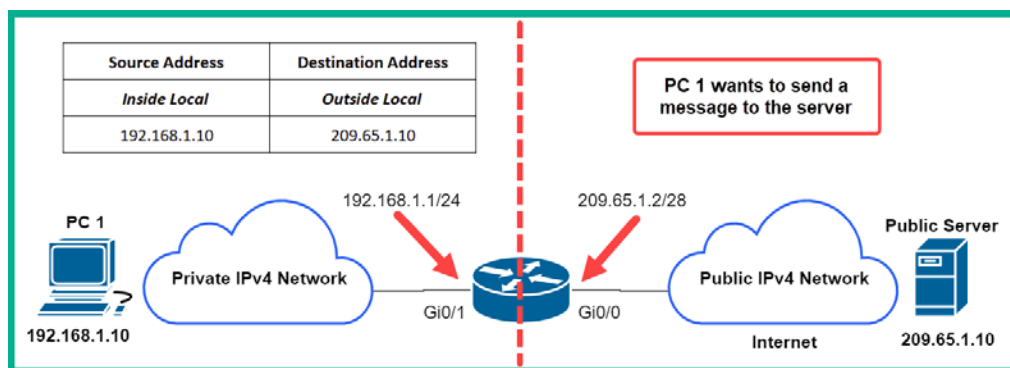 Source Address Destination Address
Inside Local Outside Local
192.168.1.10 209.65.1.10
PC 1 wants to send a
message to the server
192.168.1.1/24 209.65.1.2/28
PC 1 Public Server
Private IPv4 Network Public IPv4 Network
Gi0/1 Gi0/0
192.168.1.10 Internet 209.65.1.10